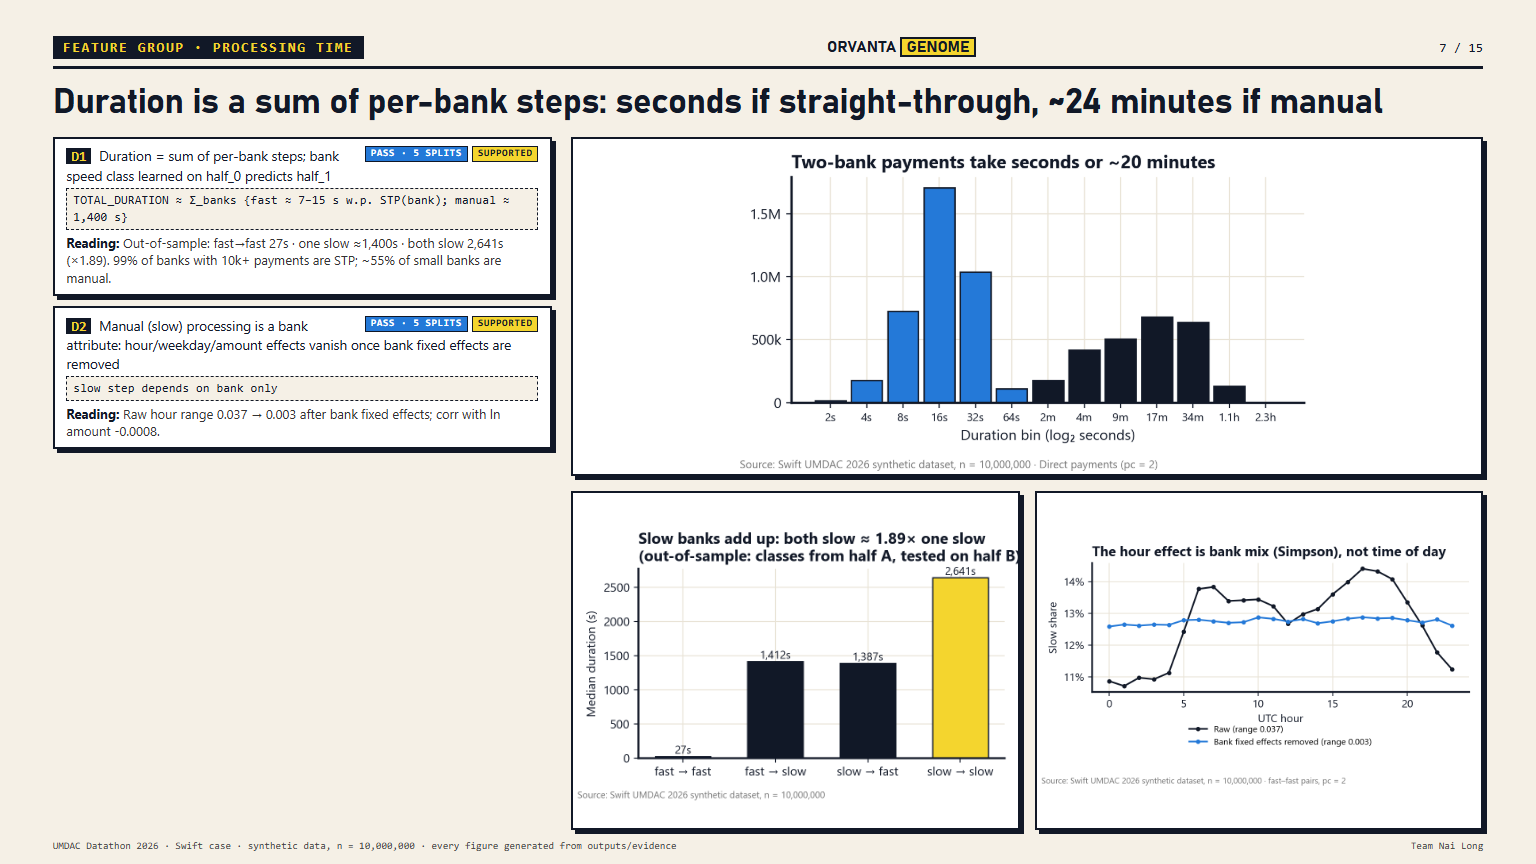 FEATURE GROUP · PROCESSING TIME
ORVANTA GENOME
7 / 15
Duration is a sum of per-bank steps: seconds if straight-through, ~24 minutes if manual
D1 Duration = sum of per-bank steps; bank
PASS · 5 SPLITS SUPPORTED
speed class learned on half_0 predicts half_1
TOTAL_DURATION ≈ Σ_banks {fast ≈ 7–15 s w.p. STP(bank); manual ≈
1,400 s}
Reading: Out-of-sample: fast→fast 27s · one slow ≈1,400s · both slow 2,641s
(×1.89). 99% of banks with 10k+ payments are STP; ~55% of small banks are
manual.
D2 Manual (slow) processing is a bank
PASS · 5 SPLITS SUPPORTED
attribute: hour/weekday/amount effects vanish once bank fixed effects are
removed
slow step depends on bank only
Reading: Raw hour range 0.037 → 0.003 after bank fixed effects; corr with ln
amount -0.0008.
Two-bank payments take seconds or ~20 minutes
1.5M
1.0M
500k
0
2s 4s 8s 16s 32s 64s 2m 4m 9m 17m 34m 1.1h 2.3h
Duration bin (log₂ seconds)
Source: Swift UMDAC 2026 synthetic dataset, n = 10,000,000 · Direct payments (pc = 2)
Slow banks add up: both slow ≈ 1.89× one slow
(out-of-sample: classes from half A, tested on half B)
Median duration (s)
2500
2000
1500
1000
500
0
27s
1,412s
1,387s
2,641s
fast → fast fast → slow slow → fast slow → slow
Source: Swift UMDAC 2026 synthetic dataset, n = 10,000,000
The hour effect is bank mix (Simpson), not time of day
Slow share
14%
13%
12%
11%
0 5 10 15 20
UTC hour
Raw (range 0.037)
Bank fixed effects removed (range 0.003)
Source: Swift UMDAC 2026 synthetic dataset, n = 10,000,000 · fast–fast pairs, pc = 2
UMDAC Datathon 2026 · Swift case · synthetic data, n = 10,000,000 · every figure generated from outputs/evidence
Team Nai Long